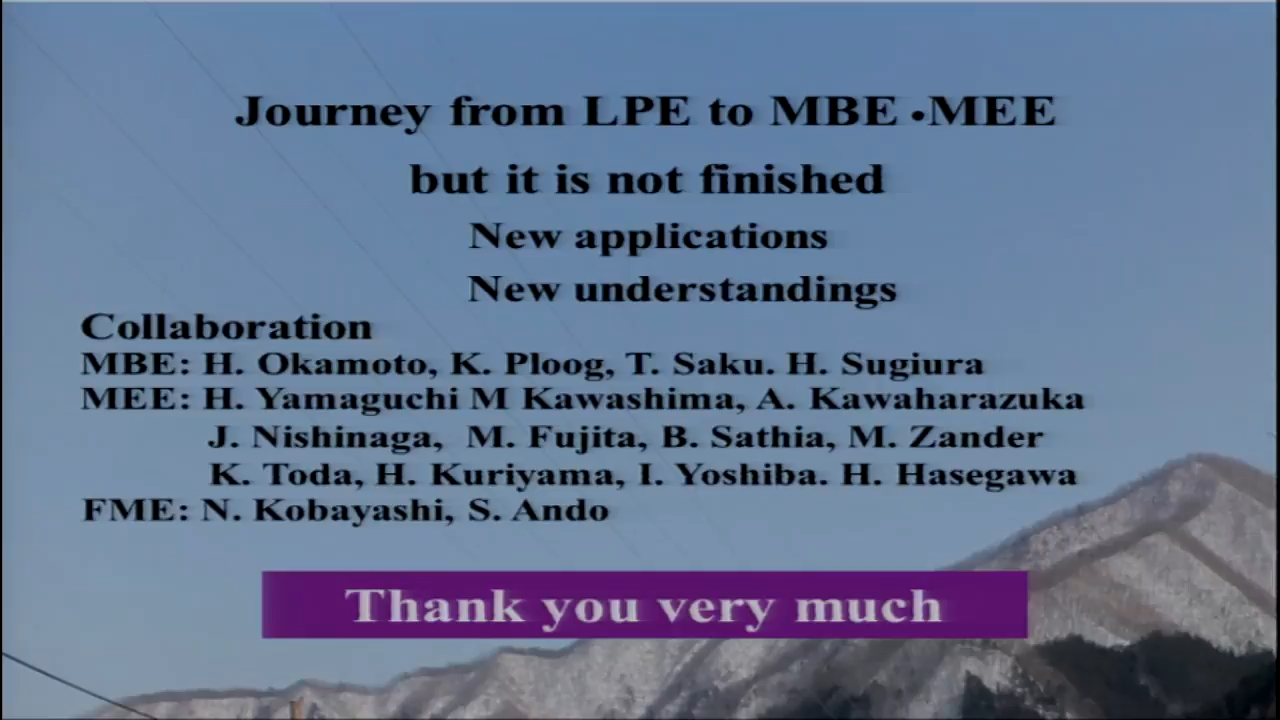 Journey from LPE to MBE・MEE
but it is not finished
New applications
New understandings
Collaboration
MBE: H. Okamoto, K. Ploog, T. Saku. H. Sugiura
MEE: H. Yamaguchi M Kawashima, A. Kawaharazuka
J. Nishinaga, M. Fujita, B. Sathia, M. Zander
K. Toda, H. Kuriyama, I. Yoshiba. H. Hasegawa
FME: N. Kobayashi, S. Ando
Thank you very much